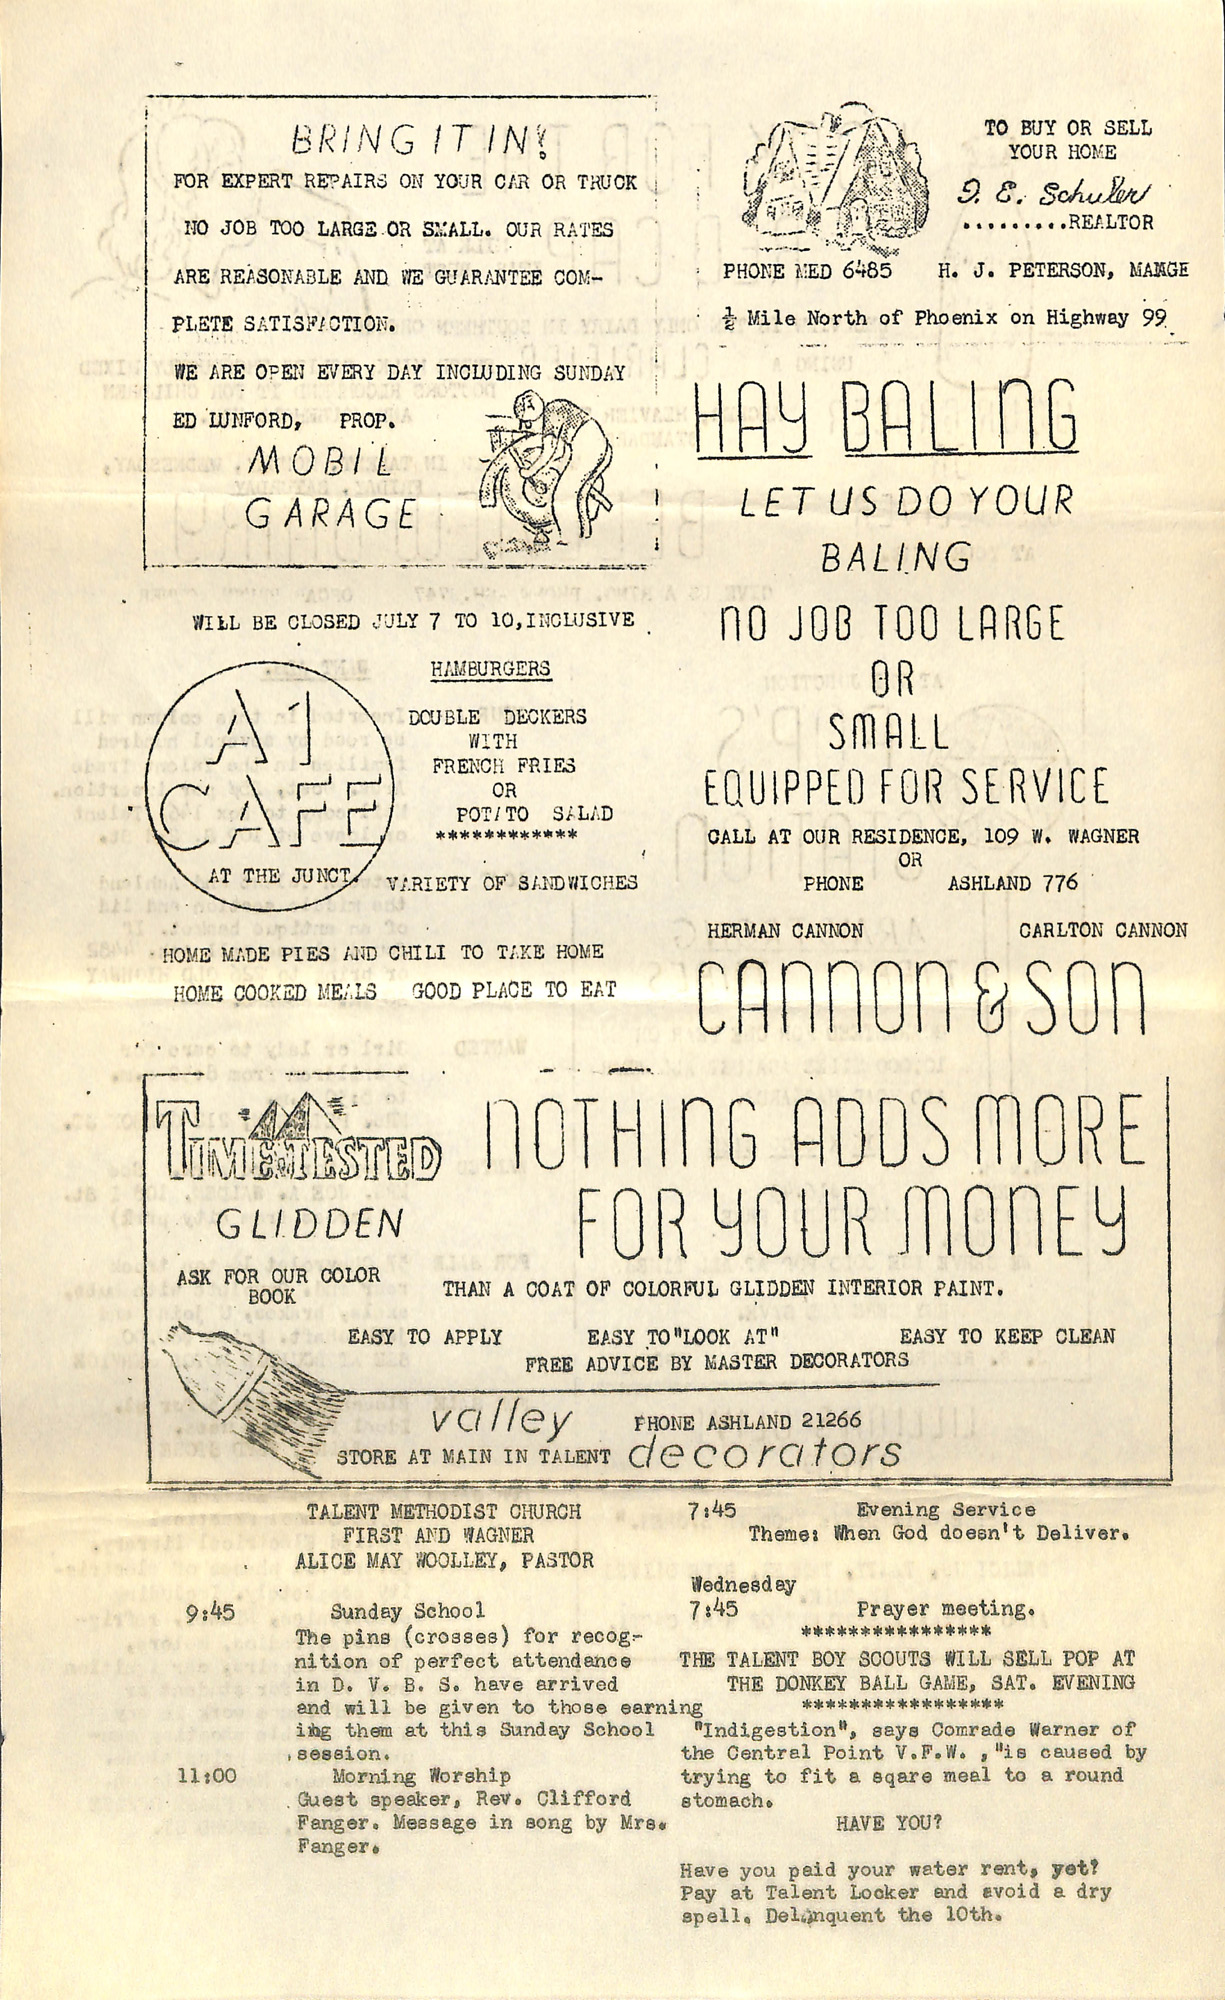 BRING IT IN!
FOR EXPERT REPAIRS ON YOUR CAR OR TRUCK
NO JOB TOO LARGE OR SMALL. OUR RATES
ARE REASONABLE AND WE GUARANTEE COM-
PLETE SATISFACTION.
WE ARE OPEN EVERY DAY INCLUDING SUNDAY
ED LUNFORD, PROP.
MOBIL
GARAGE
TO BUY OR SELL
YOUR HOME
D. E. Schuler
.........REALTOR
PHONE MED 6485 H. J. PETERSON, MANGE
½ Mile North of Phoenix on Highway 99
HAY BALING
LET US DO YOUR
BALING
NO JOB TOO LARGE
OR
SMALL
EQUIPPED FOR SERVICE
CALL AT OUR RESIDENCE, 109 W. WAGNER
OR
PHONE ASHLAND 776
HERMAN CANNON CARLTON CANNON
CANNON & SON
WILL BE CLOSED JULY 7 TO 10,INCLUSIVE
A1
CAFE
AT THE JUNCT.
HAMBURGERS
DOUBLE DECKERS
WITH
FRENCH FRIES
OR
POTATO SALAD
************
VARIETY OF SANDWICHES
HOME MADE PIES AND CHILI TO TAKE HOME
HOME COOKED MEALS GOOD PLACE TO EAT
TIME TESTED
GLIDDEN
ASK FOR OUR COLOR
BOOK
NOTHING ADDS MORE
FOR YOUR MONEY
THAN A COAT OF COLORFUL GLIDDEN INTERIOR PAINT.
EASY TO APPLY EASY TO"LOOK AT" EASY TO KEEP CLEAN
FREE ADVICE BY MASTER DECORATORS
valley PHONE ASHLAND 21266
STORE AT MAIN IN TALENT decorators
TALENT METHODIST CHURCH
FIRST AND WAGNER
ALICE MAY WOOLLEY, PASTOR
9:45 Sunday School
The pins (crosses) for recog-
nition of perfect attendance
in D. V. B. S. have arrived
and will be given to those earning
ing them at this Sunday School
session.
11:00 Morning Worship
Guest speaker, Rev. Clifford
Fanger. Message in song by Mrs.
Fanger.
7:45 Evening Service
Theme: When God doesn't Deliver.
Wednesday
7:45 Prayer meeting.
****************
THE TALENT BOY SCOUTS WILL SELL POP AT
THE DONKEY BALL GAME, SAT. EVENING
*****************
"Indigestion", says Comrade Warner of
the Central Point V.F.W. ,"is caused by
trying to fit a sqare meal to a round
stomach.
HAVE YOU?
Have you paid your water rent, yet?
Pay at Talent Locker and avoid a dry
spell. Delinquent the 10th.